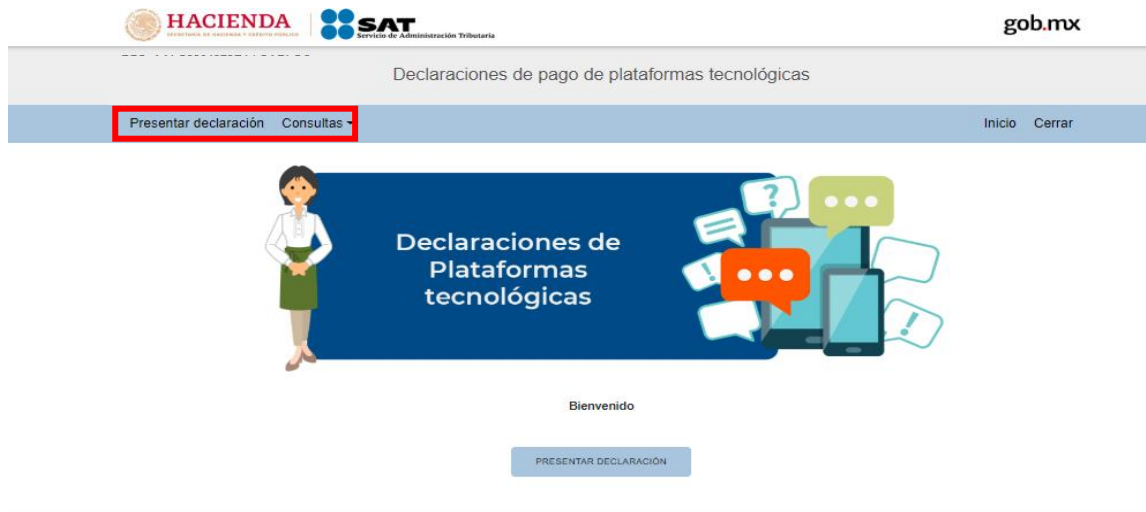 HACIENDA
SECRETARÍA DE HACIENDA Y CRÉDITO PÚBLICO
SAT
Servicio de Administración Tributaria
gob.mx
Declaraciones de pago de plataformas tecnológicas
Presentar declaración Consultas Inicio Cerrar
Declaraciones de
Plataformas
tecnológicas
Bienvenido
PRESENTAR DECLARACIÓN